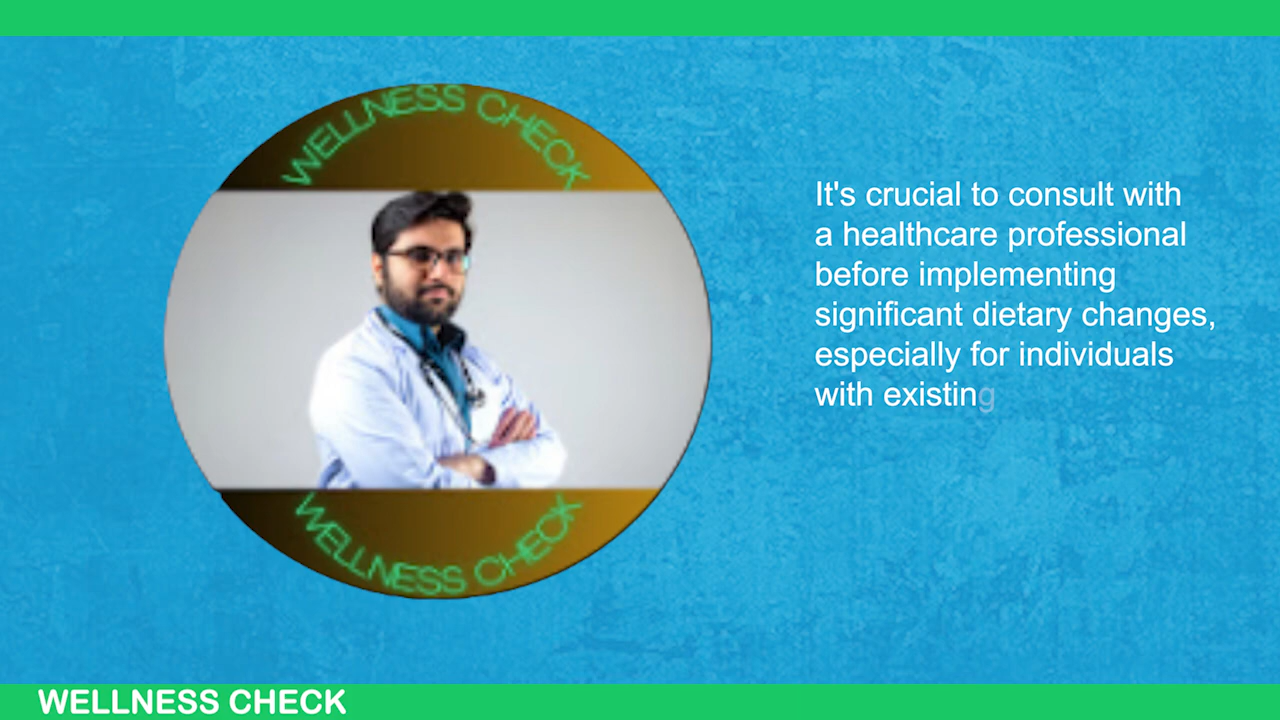 WELLNESS CHECK
It's crucial to consult with
a healthcare professional
before implementing
significant dietary changes,
especially for individuals
with existing
WELLNESS CHECK
WELLNESS CHECK